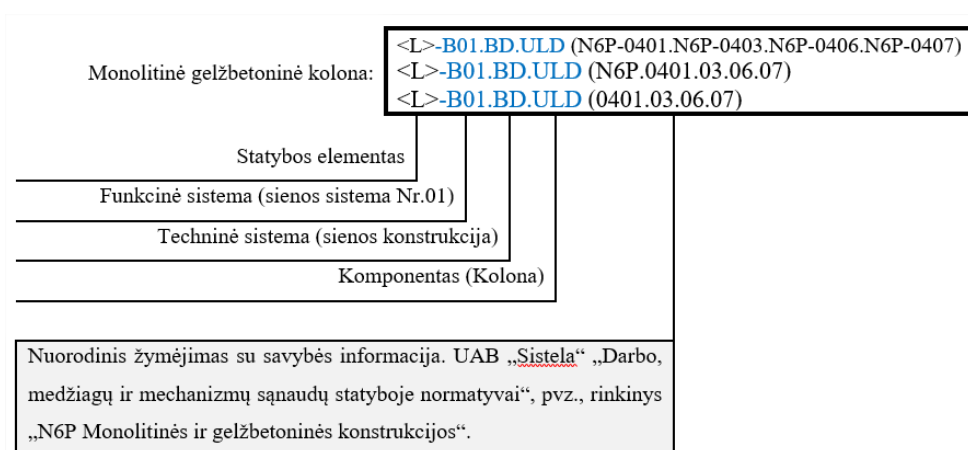 Monolitinė gelžbetoninė kolona:
<L>-B01.BD.ULD (N6P-0401.N6P-0403.N6P-0406.N6P-0407)
<L>-B01.BD.ULD (N6P.0401.03.06.07)
<L>-B01.BD.ULD (0401.03.06.07)
Statybos elementas
Funkcinė sistema (sienos sistema Nr.01)
Techninė sistema (sienos konstrukcija)
Komponentas (Kolona)
Nuorodinis žymėjimas su savybės informacija. UAB „Sistela“ „Darbo,
medžiagų ir mechanizmų sąnaudų statyboje normatyvai“, pvz., rinkinys
„N6P Monolitinės ir gelžbetoninės konstrukcijos“.